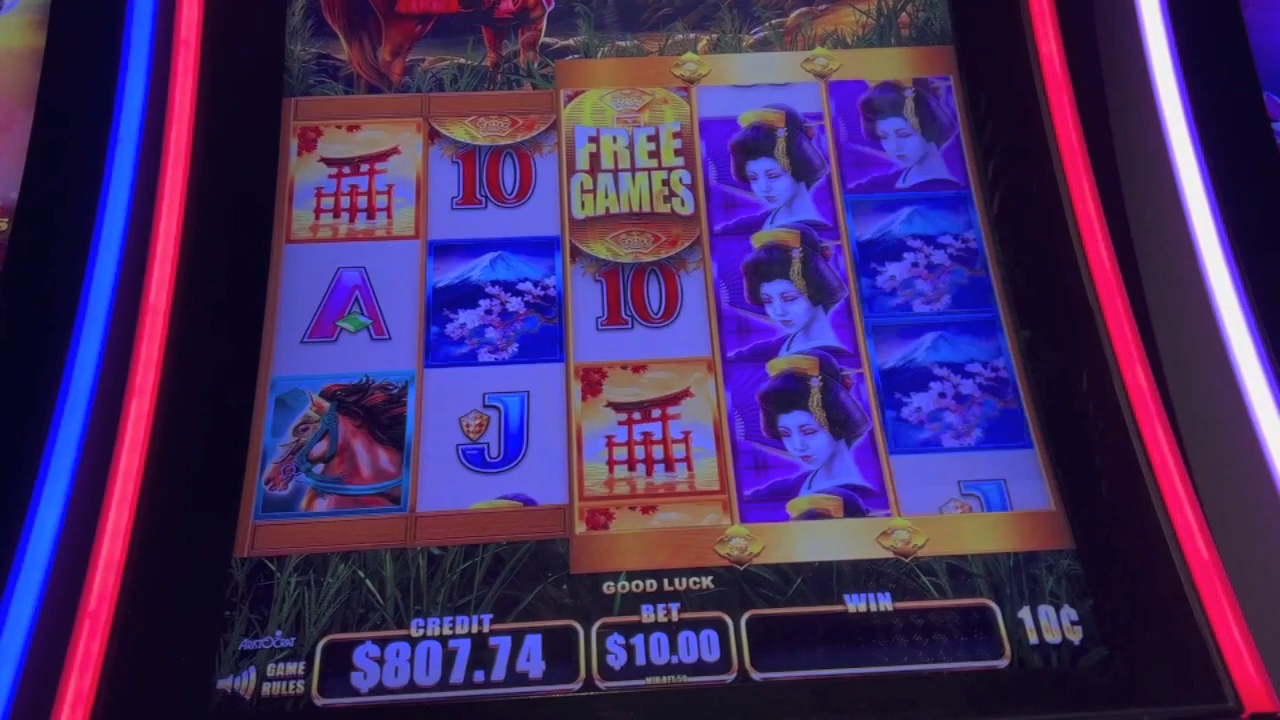 10
FREE
GAMES
A
10
J
J
GOOD LUCK
CREDIT
BET
WIN
$807.74
$10.00
10¢
ARISTOCRAT
GAME
RULES